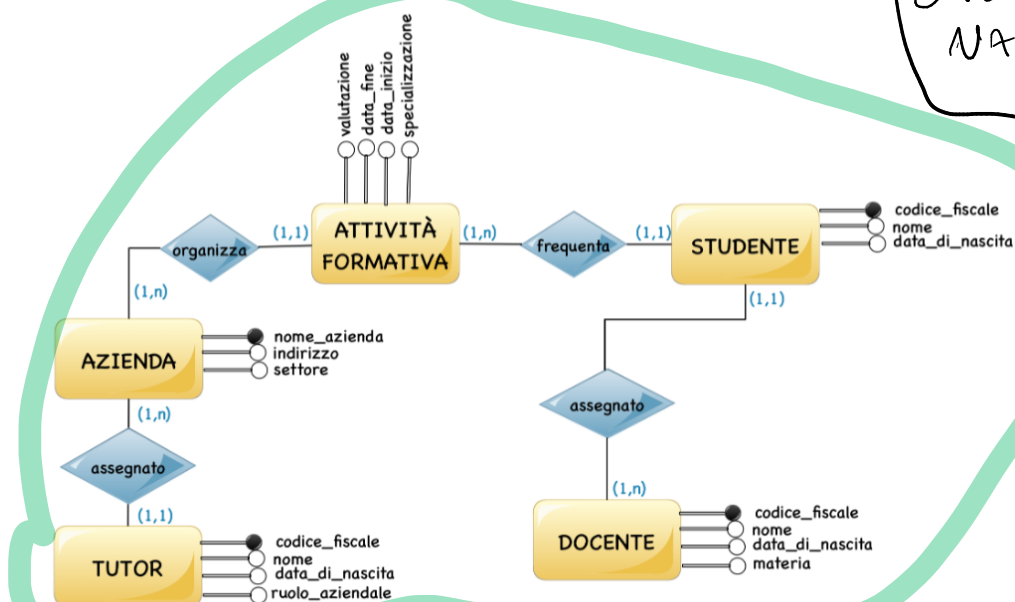 valutazione
data_fine
data_inizio
specializzazione
NA
organizza
(1,1)
ATTIVITÀ
FORMATIVA
(1,n)
frequenta
(1,1)
STUDENTE
codice_fiscale
nome
data_di_nascita
(1,n)
(1,1)
AZIENDA
nome_azienda
indirizzo
settore
(1,n)
assegnato
assegnato
(1,1)
(1,n)
TUTOR
codice_fiscale
nome
data_di_nascita
ruolo_aziendale
DOCENTE
codice_fiscale
nome
data_di_nascita
materia